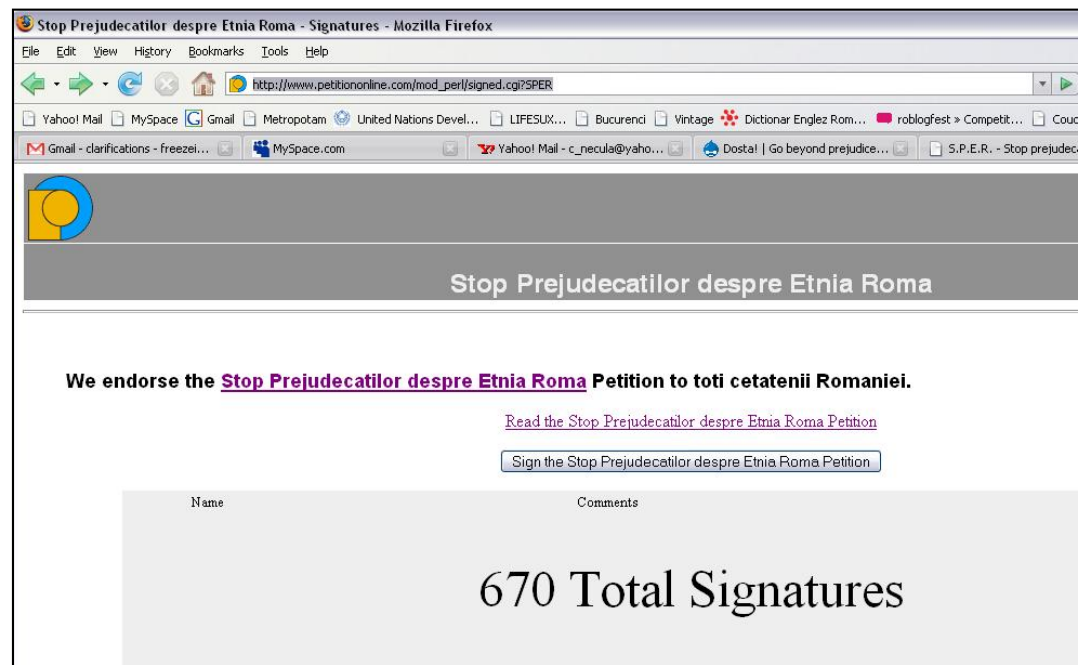 Stop Prejudecatilor despre Etnia Roma - Signatures - Mozilla Firefox
File Edit View History Bookmarks Tools Help
http://www.petitiononline.com/mod_perl/signed.cgi?SPER
Yahoo! Mail MySpace Gmail Metropotam United Nations Devel... LIFESUX... Bucurenci Vintage Dictionar Englez Rom... roblogfest » Competit... Couc
Gmail - clarifications - freezei... MySpace.com Yahoo! Mail - c_necula@yaho... Dosta! | Go beyond prejudice... S.P.E.R. - Stop prejudec
Stop Prejudecatilor despre Etnia Roma
We endorse the Stop Prejudecatilor despre Etnia Roma Petition to toti cetatenii Romaniei.
Read the Stop Prejudecatilor despre Etnia Roma Petition
Sign the Stop Prejudecatilor despre Etnia Roma Petition
Name Comments
670 Total Signatures